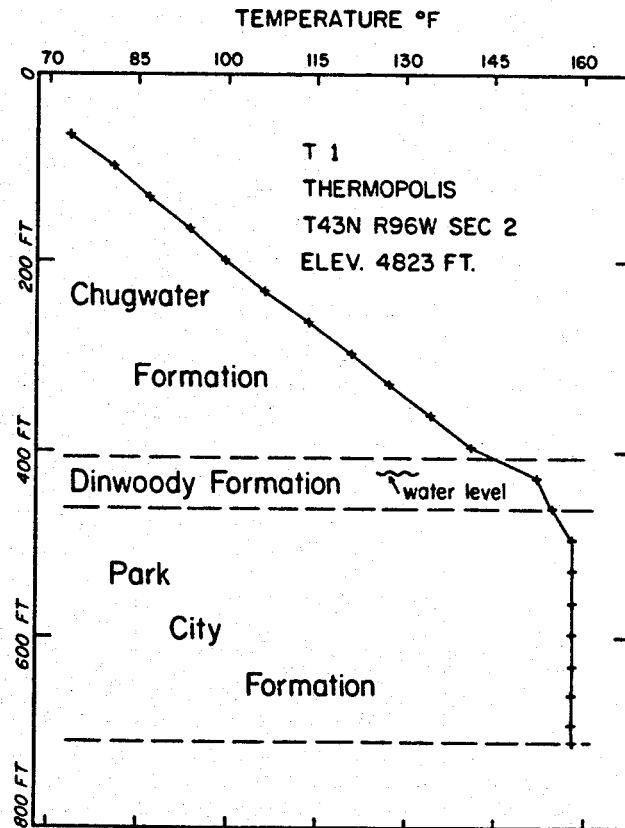 TEMPERATURE °F
70 85 100 115 130 145 160
0
T 1
THERMOPOLIS
T43N R96W SEC 2
ELEV. 4823 FT.
200 FT
Chugwater
Formation
400 FT
Dinwoody Formation
water level
Park
City
600 FT
Formation
800 FT